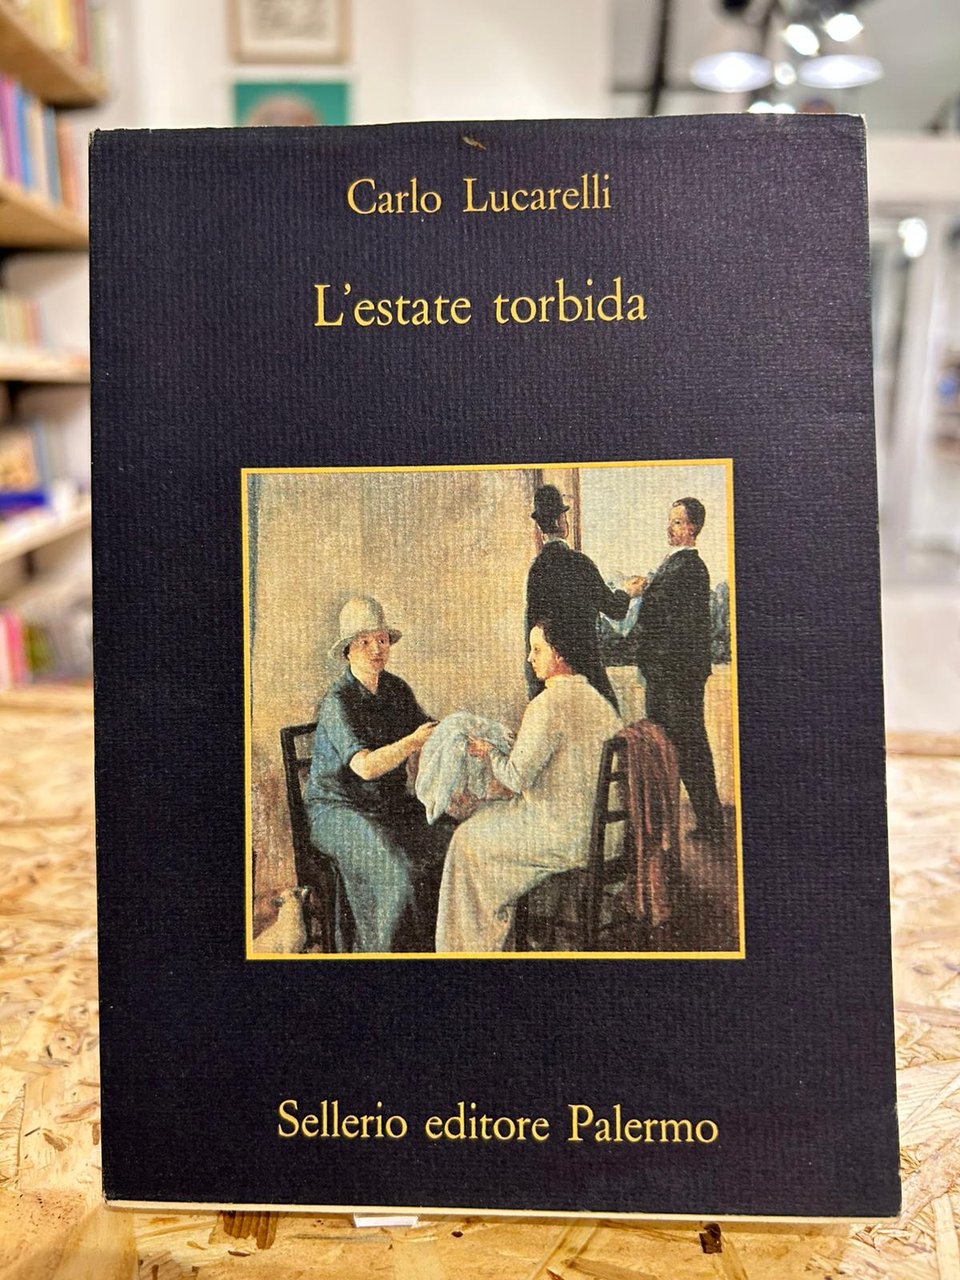 Carlo Lucarelli
L'estate torbida
Sellerio editore Palermo